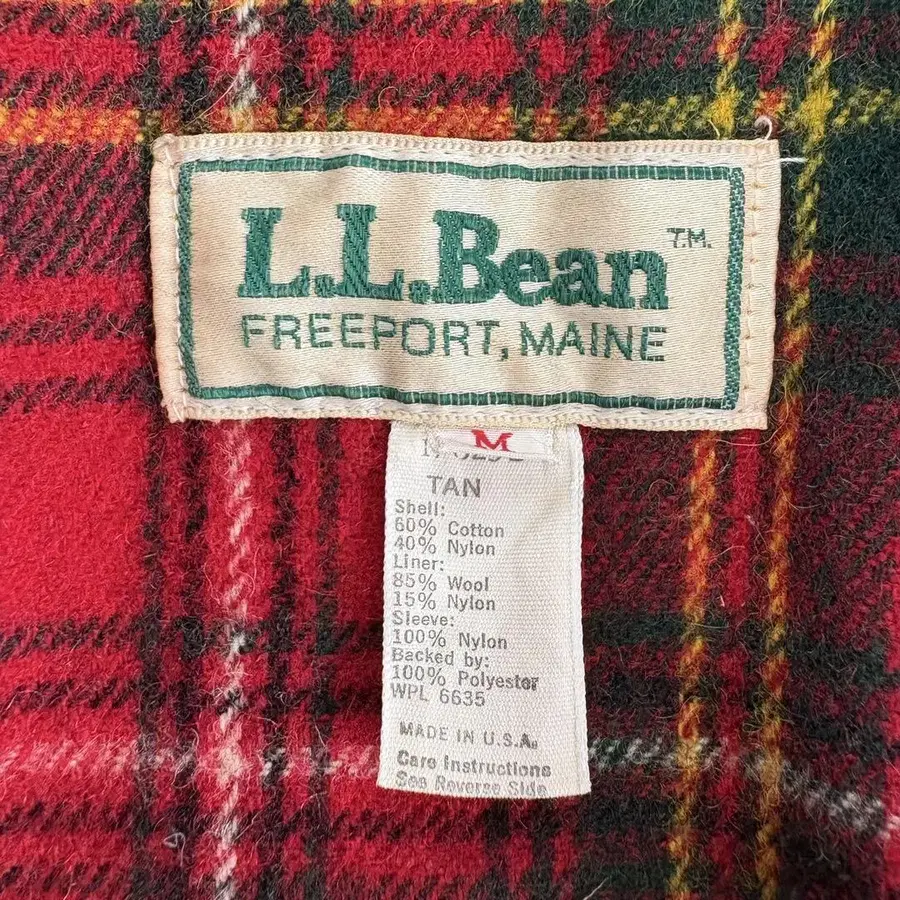 L.L.Bean T.M.
FREEPORT, MAINE
M
TAN
Shell:
60% Cotton
40% Nylon
Liner:
85% Wool
15% Nylon
Sleeve:
100% Nylon
Backed by:
100% Polyester
WPL 6635
MADE IN U.S.A.
Care Instructions
See Reverse Side